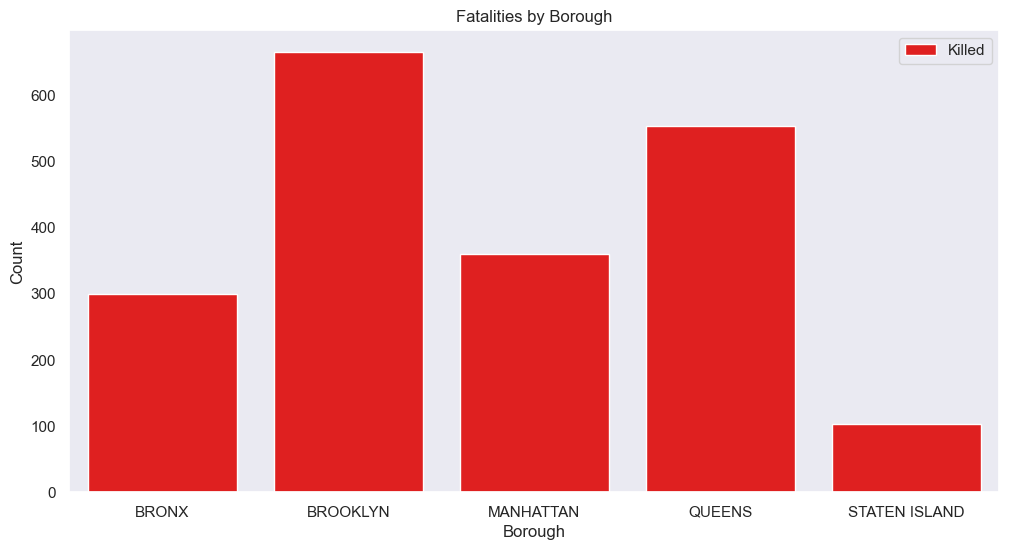 Fatalities by Borough
Killed
600
500
400
300
200
100
0
Count
BRONX
BROOKLYN
MANHATTAN
QUEENS
STATEN ISLAND
Borough